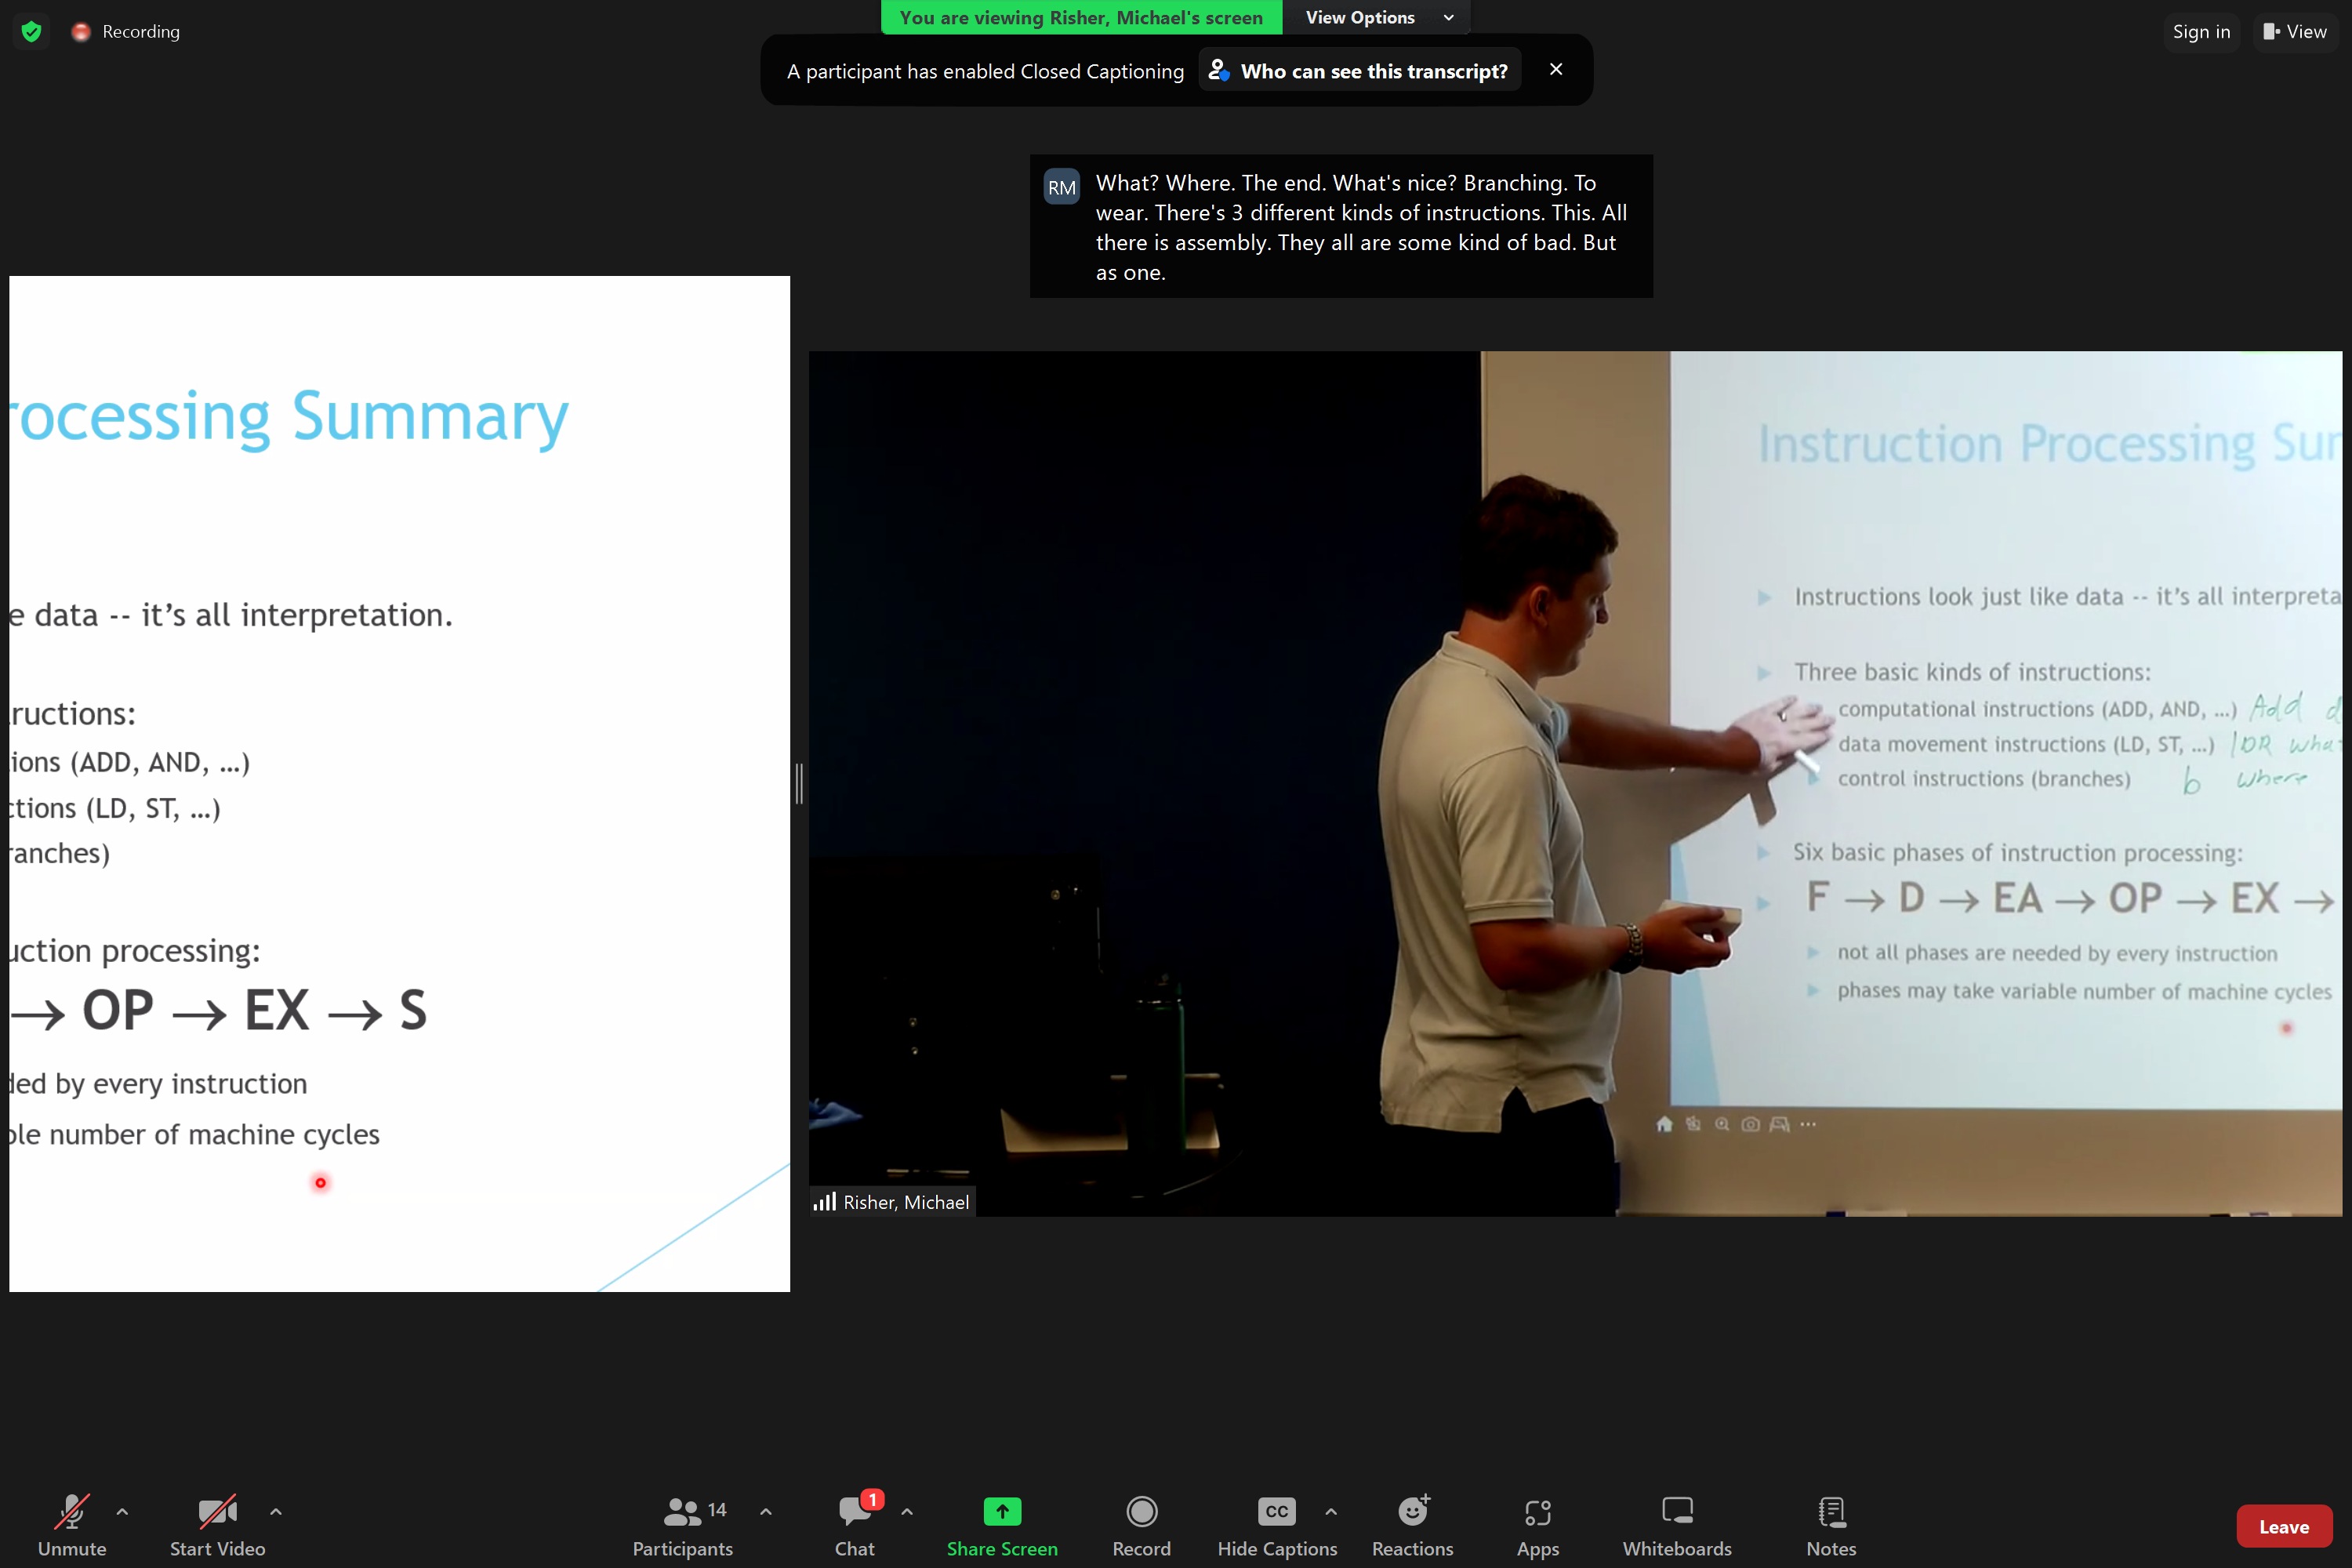 Recording
You are viewing Risher, Michael's screen
View Options
Sign in
View
A participant has enabled Closed Captioning
Who can see this transcript?
RM
What? Where. The end. What's nice? Branching. To
wear. There's 3 different kinds of instructions. This. All
there is assembly. They all are some kind of bad. But
as one.
rocessing Summary
e data -- it's all interpretation.
ructions:
ions (ADD, AND, ...)
ctions (LD, ST, ...)
ranches)
uction processing:
→ OP → EX → S
ded by every instruction
ble number of machine cycles
Instruction Processing Sur
Instructions look just like data -- it's all interpreta
Three basic kinds of instructions:
computational instructions (ADD, AND, ...) Add d
data movement instructions (LD, ST, ...) LDR what
control instructions (branches) b where
Six basic phases of instruction processing:
F → D → EA → OP → EX →
not all phases are needed by every instruction
phases may take variable number of machine cycles
Risher, Michael
Unmute
Start Video
14
Participants
1
Chat
Share Screen
Record
CC
Hide Captions
Reactions
Apps
Whiteboards
Notes
Leave